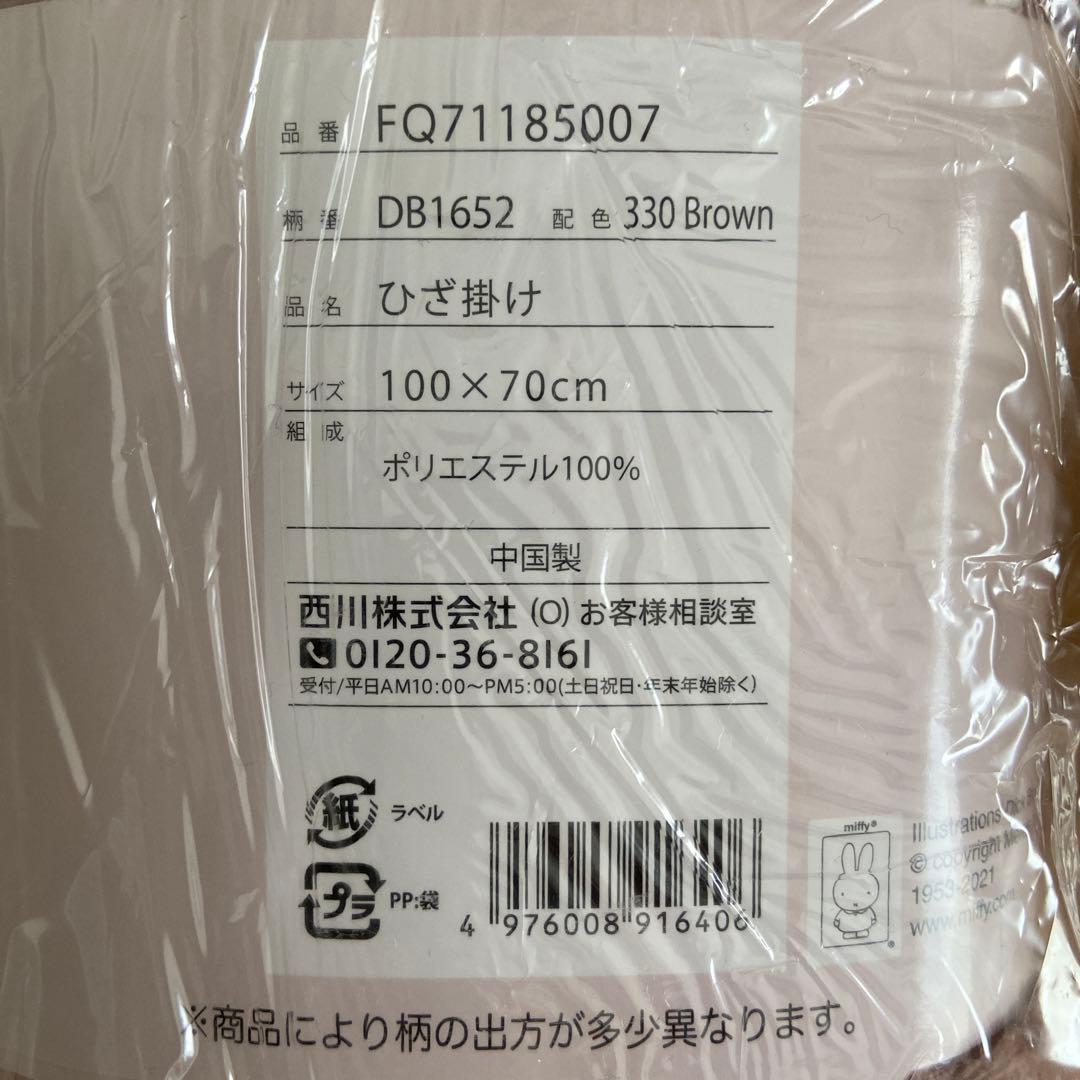 品番 FQ71185007
柄番 DB1652 配色 330 Brown
品名 ひざ掛け
サイズ 100×70cm
組成
ポリエステル100%
中国製
西川株式会社 (O) お客様相談室
0120-36-8161
受付/平日AM10:00~PM5:00(土日祝日・年末年始除く)
紙 ラベル
プラ PP:袋
4 976008 916406
miffy®
Illustrations Dick
© copyright
1953-2021
www.miffy.com
※商品により柄の出方が多少異なります。